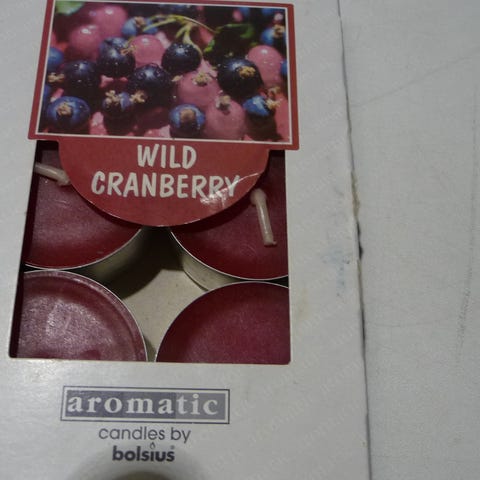 WILD
CRANBERRY
aromatic
candles by
bolsius